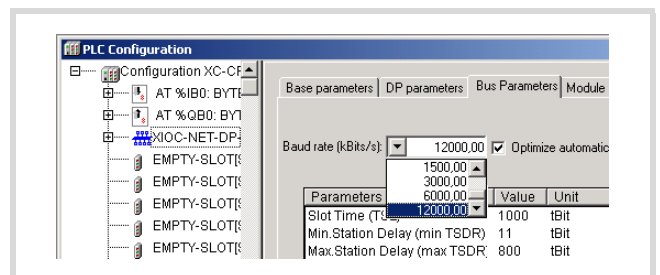 PLC Configuration
Configuration XC-CP
AT %IB0: BYTE
AT %QB0: BYT
XIOC-NET-DP-
EMPTY-SLOT[
EMPTY-SLOT[
EMPTY-SLOT[
EMPTY-SLOT[
EMPTY-SLOT[
Base parameters DP parameters Bus Parameters Module
Baud rate (kBits/s): 12000,00 Optimize automatic
1500,00
3000,00
6000,00
12000,00
Parameters Value Unit
Slot Time 1000 tBit
Min.Station Delay (min TSDR) 11 tBit
Max.Station Delay (max TSDR) 800 tBit